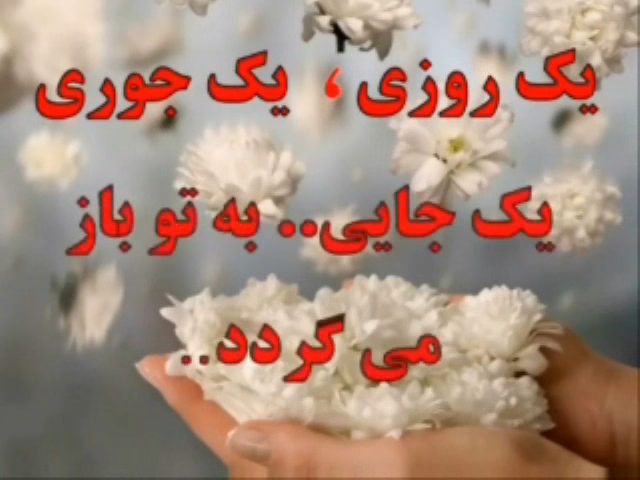 یک روزی، یک جوری
یک جایی.. به تو باز
می گردد..